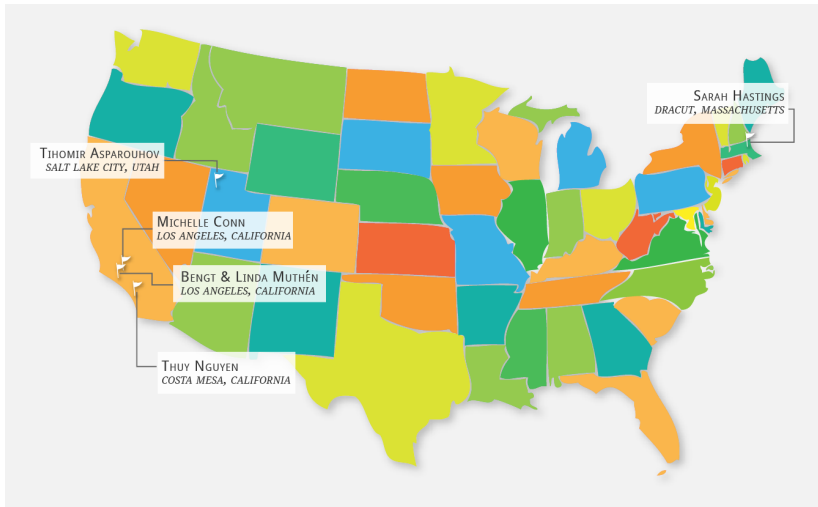 Sarah Hastings
Dracut, Massachusetts
Tihomir Asparouhov
Salt Lake City, Utah
Michelle Conn
Los Angeles, California
Bengt & Linda Muthén
Los Angeles, California
Thuy Nguyen
Costa Mesa, California